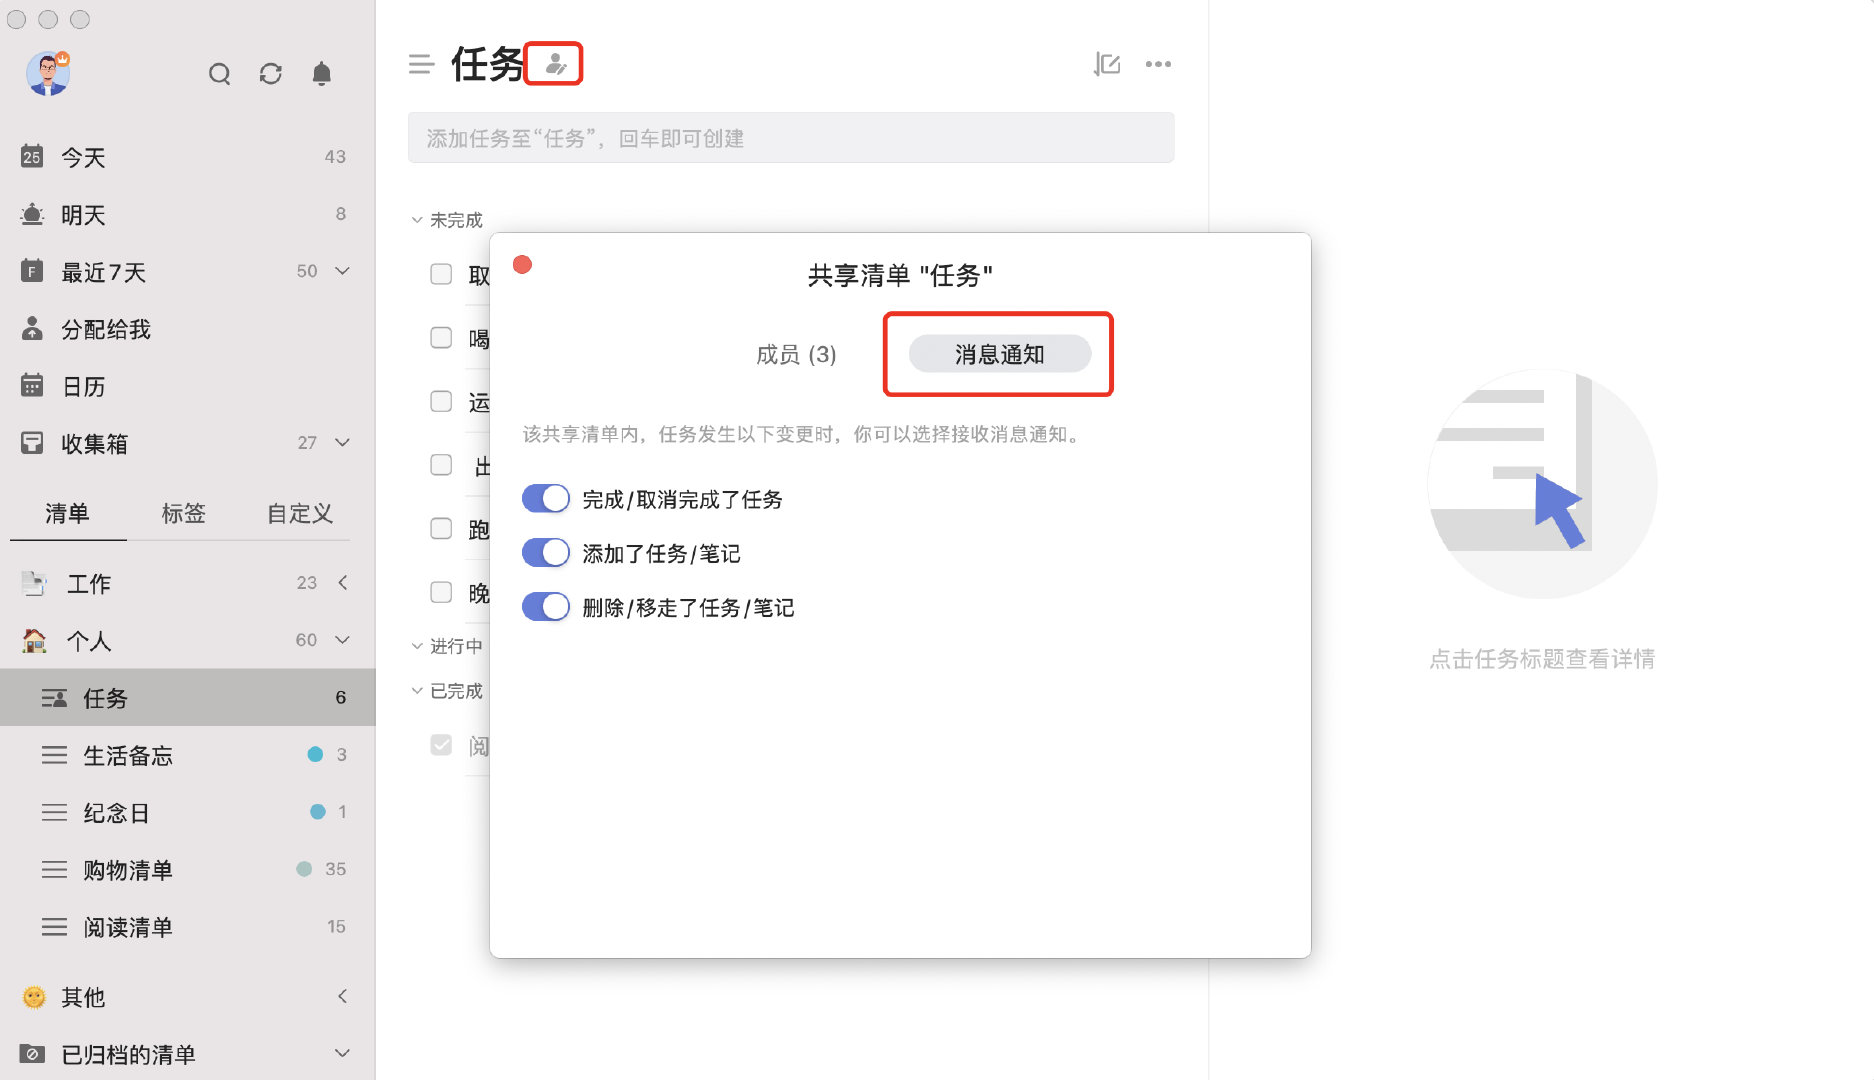 25 今天 43
明天 8
F 最近7天 50
分配给我
日历
收集箱 27
清单 标签 自定义
工作 23
个人 60
任务 6
生活备忘 3
纪念日 1
购物清单 35
阅读清单 15
其他
已归档的清单
任务
添加任务至“任务”，回车即可创建
未完成
取
喝
运
出
跑
晚
进行中
已完成
阅
共享清单 "任务"
成员 (3) 消息通知
该共享清单内，任务发生以下变更时，你可以选择接收消息通知。
完成/取消完成了任务
添加了任务/笔记
删除/移走了任务/笔记
点击任务标题查看详情